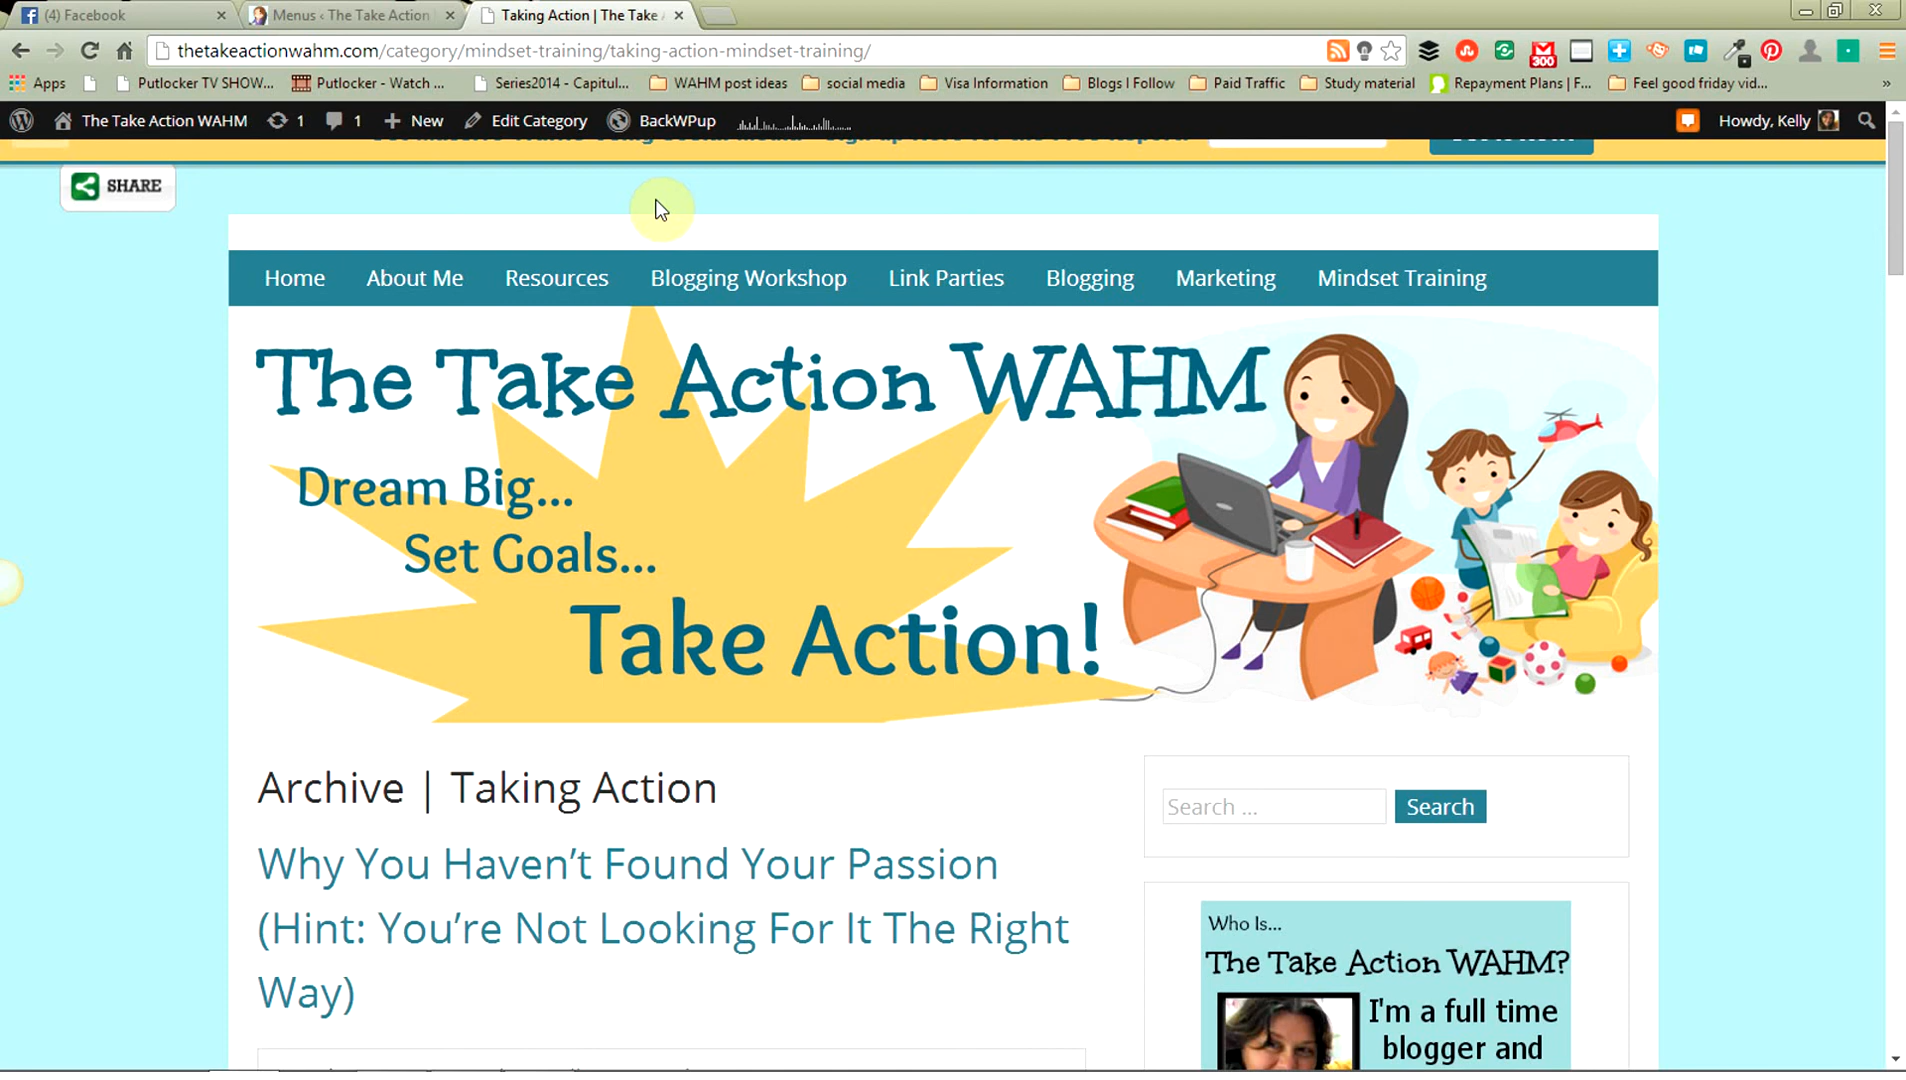 (4) Facebook
Menus ‹ The Take Action
Taking Action | The Take A
thetakeactionwahm.com/category/mindset-training/taking-action-mindset-training/
300
Apps
Putlocker TV SHOW...
Putlocker - Watch ...
Series2014 - Capitul...
WAHM post ideas
social media
Visa Information
Blogs I Follow
Paid Traffic
Study material
Repayment Plans | F...
Feel good friday vid...
»
The Take Action WAHM
1
1
New
Edit Category
BackWPup
Howdy, Kelly
SHARE
Home
About Me
Resources
Blogging Workshop
Link Parties
Blogging
Marketing
Mindset Training
The Take Action WAHM
Dream Big...
Set Goals...
Take Action!
Archive | Taking Action
Why You Haven’t Found Your Passion
(Hint: You’re Not Looking For It The Right
Way)
Search ...
Search
Who Is...
The Take Action WAHM?
I'm a full time
blogger and